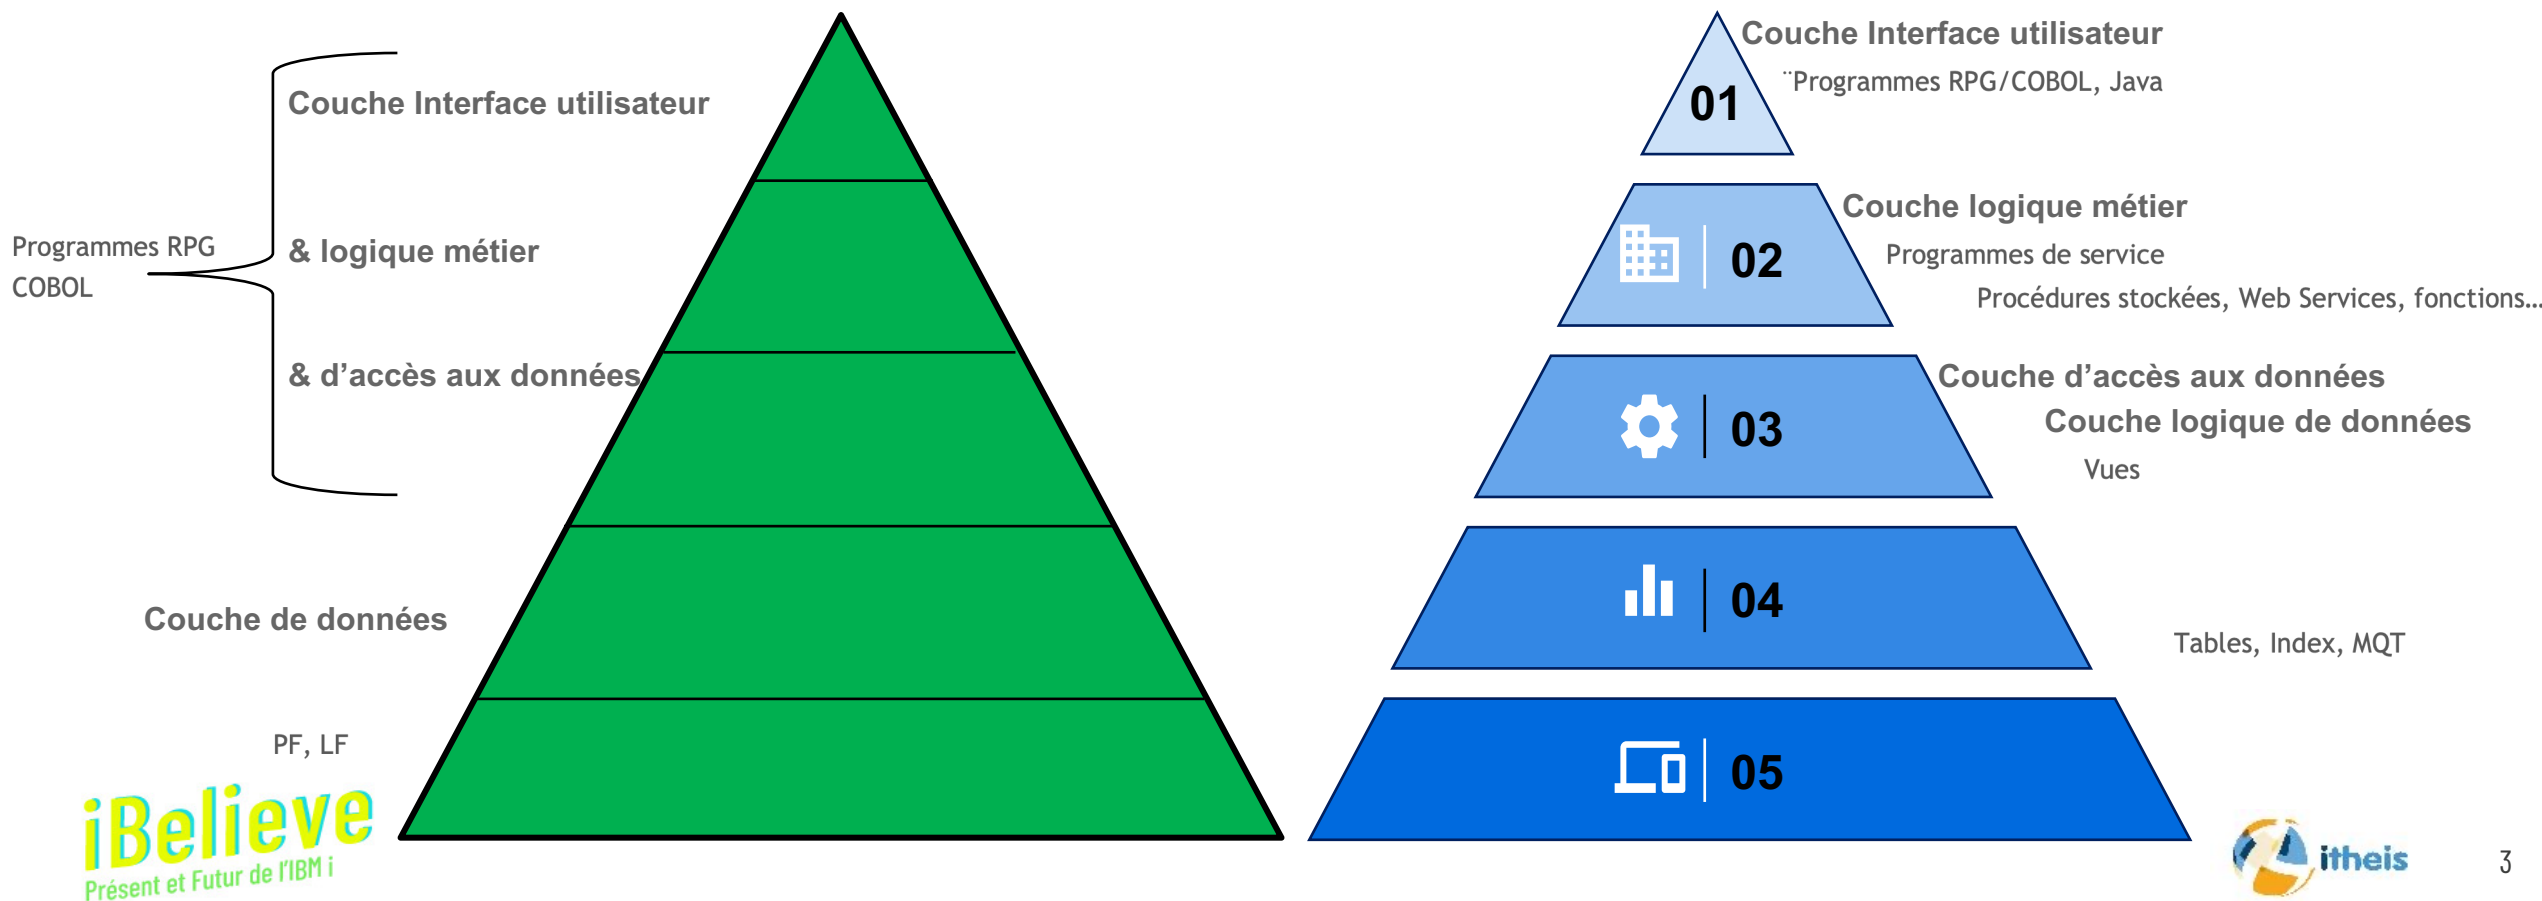 Couche Interface utilisateur
Programmes RPG
COBOL
& logique métier
& d’accès aux données
Couche de données
PF, LF
Couche Interface utilisateur
¨Programmes RPG/COBOL, Java
01
Couche logique métier
Programmes de service
Procédures stockées, Web Services, fonctions…
02
Couche d’accès aux données
Couche logique de données
Vues
03
04
Tables, Index, MQT
05
iBelieve
Présent et Futur de l’IBM i
itheis
3